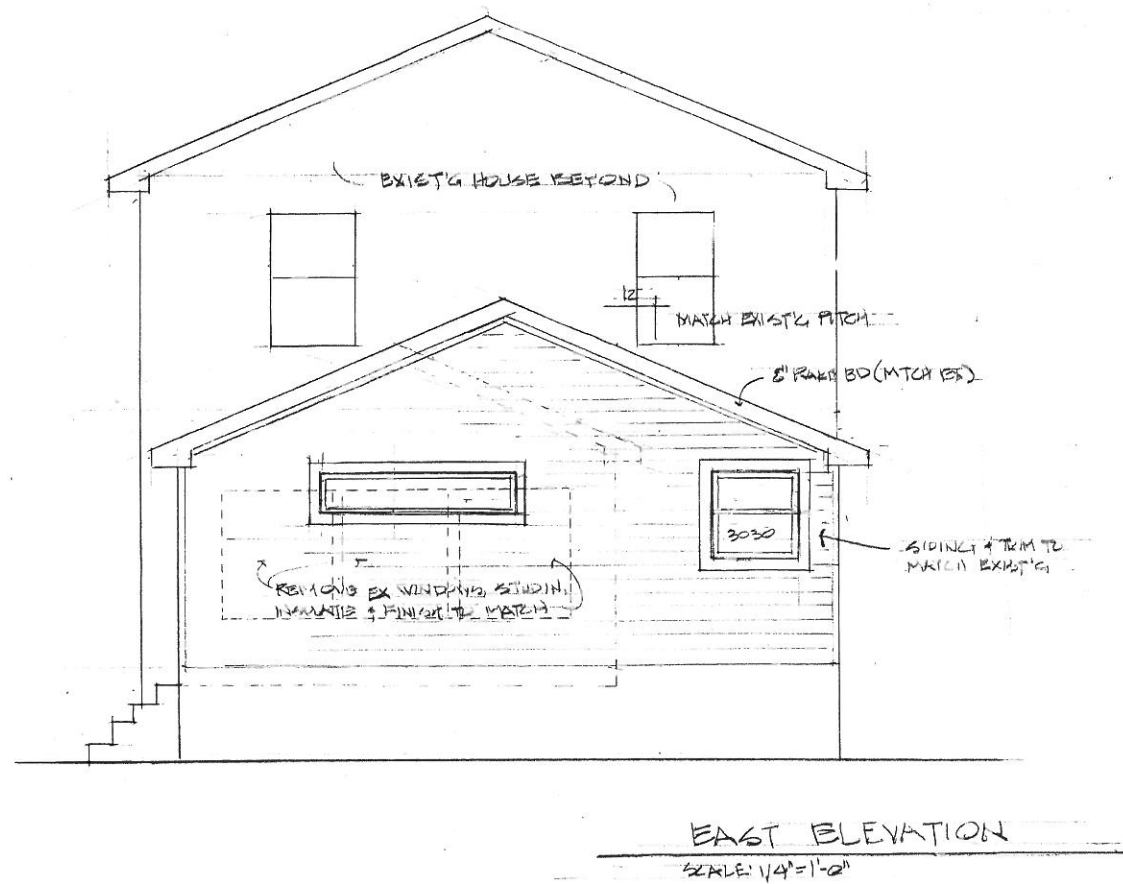 EXIST'G HOUSE BEYOND
12
MATCH EXIST'G PITCH
8" RAKE BD (MTCH EX)
3030
SIDING + TRIM TO
MATCH EXIST'G
REMOVE EX WINDOWS, STUD IN,
INSULATE + FINISH TO MATCH
EAST ELEVATION
SCALE: 1/4"=1'-0"